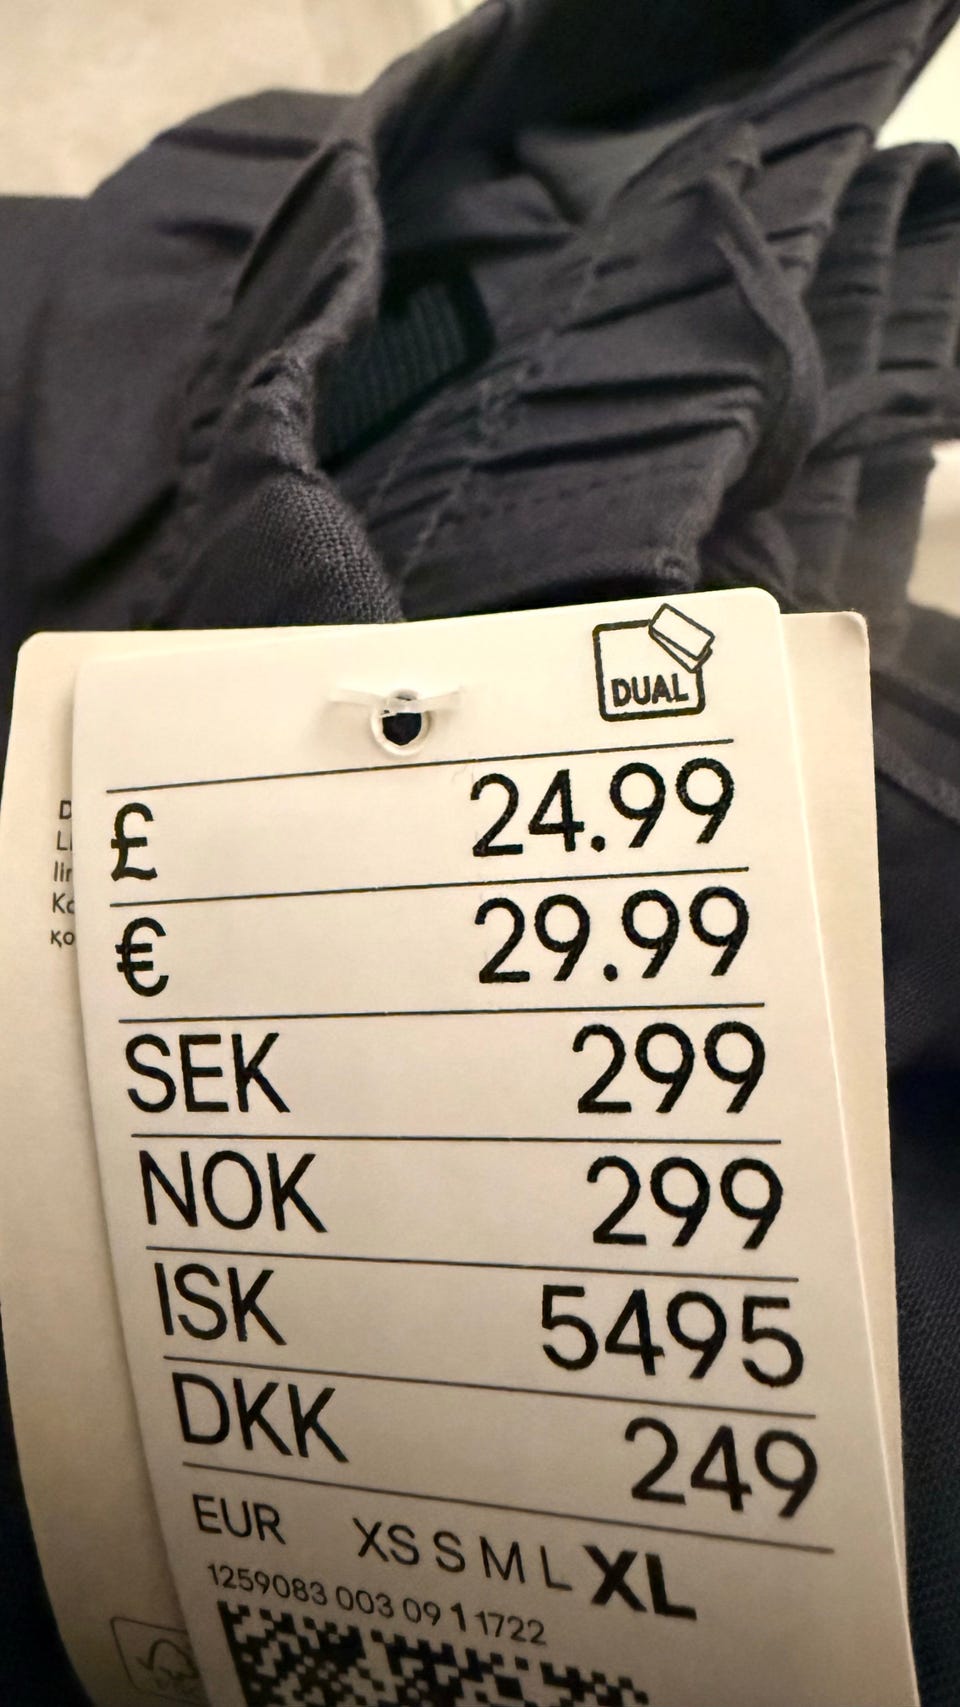 DUAL
£ 24.99
€ 29.99
SEK 299
NOK 299
ISK 5495
DKK 249
EUR XS S M L XL
1259083 003 09 1 1722